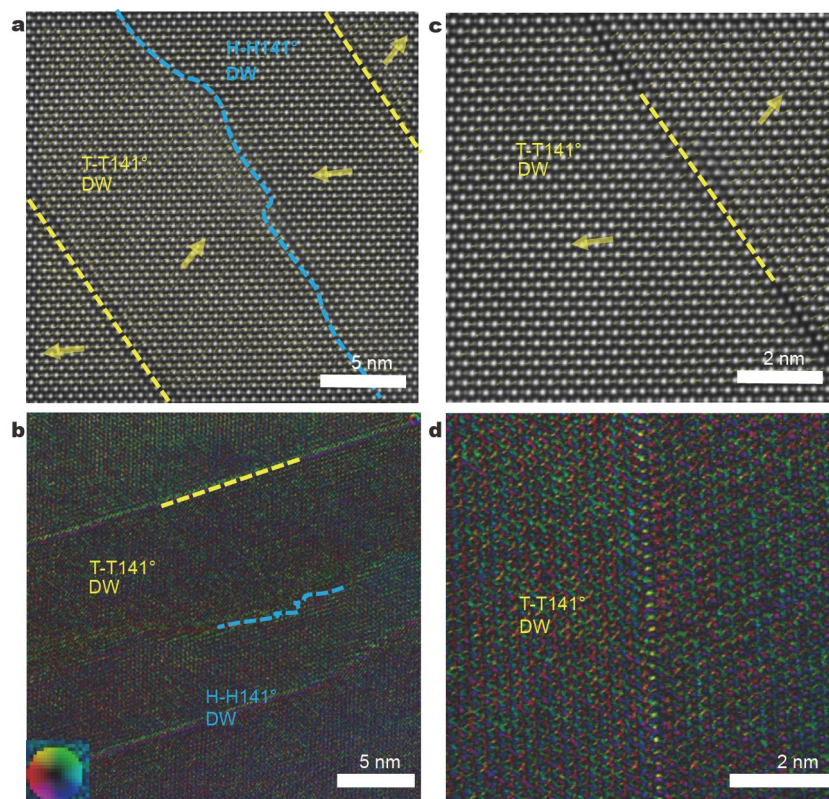 a
H-H141°
DW
T-T141°
DW
5 nm
c
T-T141°
DW
2 nm
b
T-T141°
DW
H-H141°
DW
5 nm
d
T-T141°
DW
2 nm